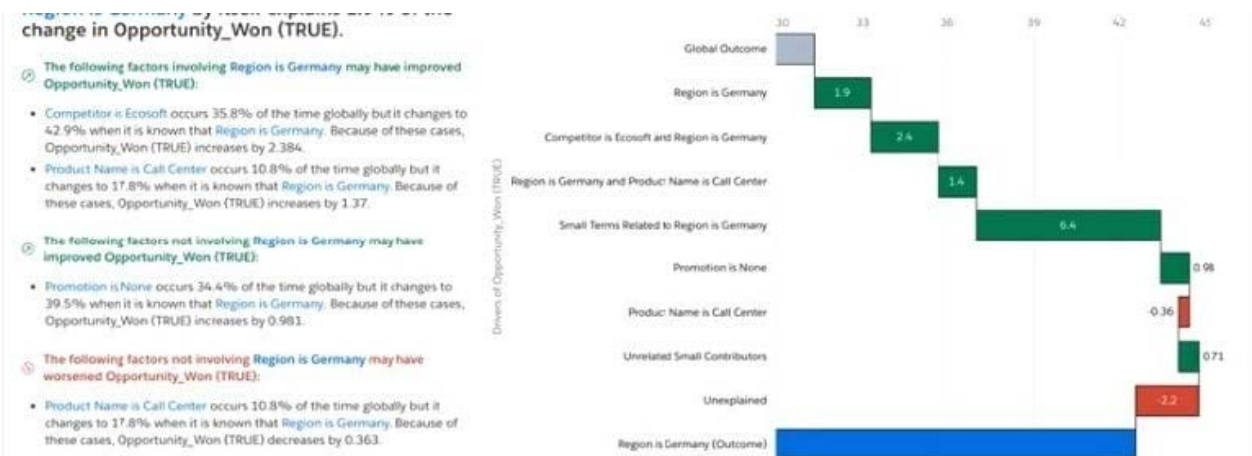 change in Opportunity_Won (TRUE).
The following factors involving Region is Germany may have improved
Opportunity_Won (TRUE):
• Competitor is Ecosoft occurs 35.8% of the time globally but it changes to
42.9% when it is known that Region is Germany. Because of these cases,
Opportunity_Won (TRUE) increases by 2.384.
• Product Name is Call Center occurs 10.8% of the time globally but it
changes to 17.8% when it is known that Region is Germany. Because of
these cases, Opportunity_Won (TRUE) increases by 1.37.
The following factors not involving Region is Germany may have
improved Opportunity_Won (TRUE):
• Promotion is None occurs 34.4% of the time globally but it changes to
39.5% when it is known that Region is Germany. Because of these cases,
Opportunity_Won (TRUE) increases by 0.981.
The following factors not involving Region is Germany may have
worsened Opportunity_Won (TRUE):
• Product Name is Call Center occurs 10.8% of the time globally but it
changes to 17.8% when it is known that Region is Germany. Because of
these cases, Opportunity_Won (TRUE) decreases by 0.363.
30 33 36 39 42 45
Drivers of Opportunity_Won (TRUE)
Global Outcome
Region is Germany 1.9
Competitor is Ecosoft and Region is Germany 2.4
Region is Germany and Product Name is Call Center 1.4
Small Terms Related to Region is Germany 6.4
Promotion is None 0.98
Product Name is Call Center -0.36
Unrelated Small Contributors 0.71
Unexplained -2.2
Region is Germany (Outcome)